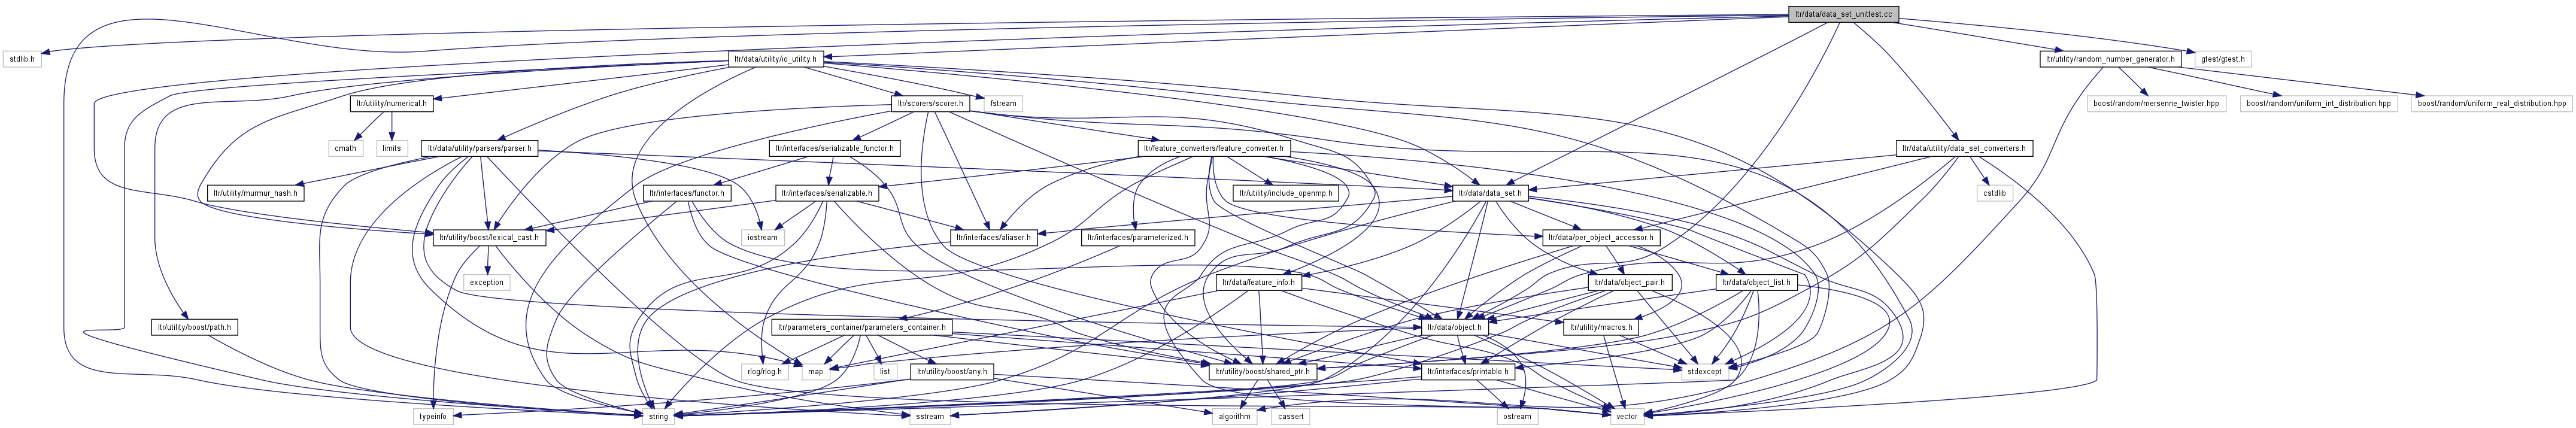 ltr/data/data_set_unittest.cc
stdlib.h
ltr/data/utility/io_utility.h
ltr/utility/random_number_generator.h
gtest/gtest.h
ltr/utility/numerical.h
ltr/scorers/scorer.h
fstream
boost/random/mersenne_twister.hpp
boost/random/uniform_int_distribution.hpp
boost/random/uniform_real_distribution.hpp
cmath
limits
ltr/data/utility/parsers/parser.h
ltr/interfaces/serializable_functor.h
ltr/feature_converters/feature_converter.h
ltr/data/utility/data_set_converters.h
ltr/utility/murmur_hash.h
ltr/interfaces/functor.h
ltr/interfaces/serializable.h
ltr/utility/include_openmp.h
ltr/data/data_set.h
cstdlib
ltr/utility/boost/lexical_cast.h
iostream
ltr/interfaces/aliaser.h
ltr/interfaces/parameterized.h
ltr/data/per_object_accessor.h
exception
ltr/data/feature_info.h
ltr/data/object_pair.h
ltr/data/object_list.h
ltr/utility/boost/path.h
ltr/parameters_container/parameters_container.h
ltr/data/object.h
ltr/utility/macros.h
rlog/rlog.h
map
list
ltr/utility/boost/any.h
ltr/utility/boost/shared_ptr.h
ltr/interfaces/printable.h
stdexcept
typeinfo
string
sstream
algorithm
cassert
ostream
vector